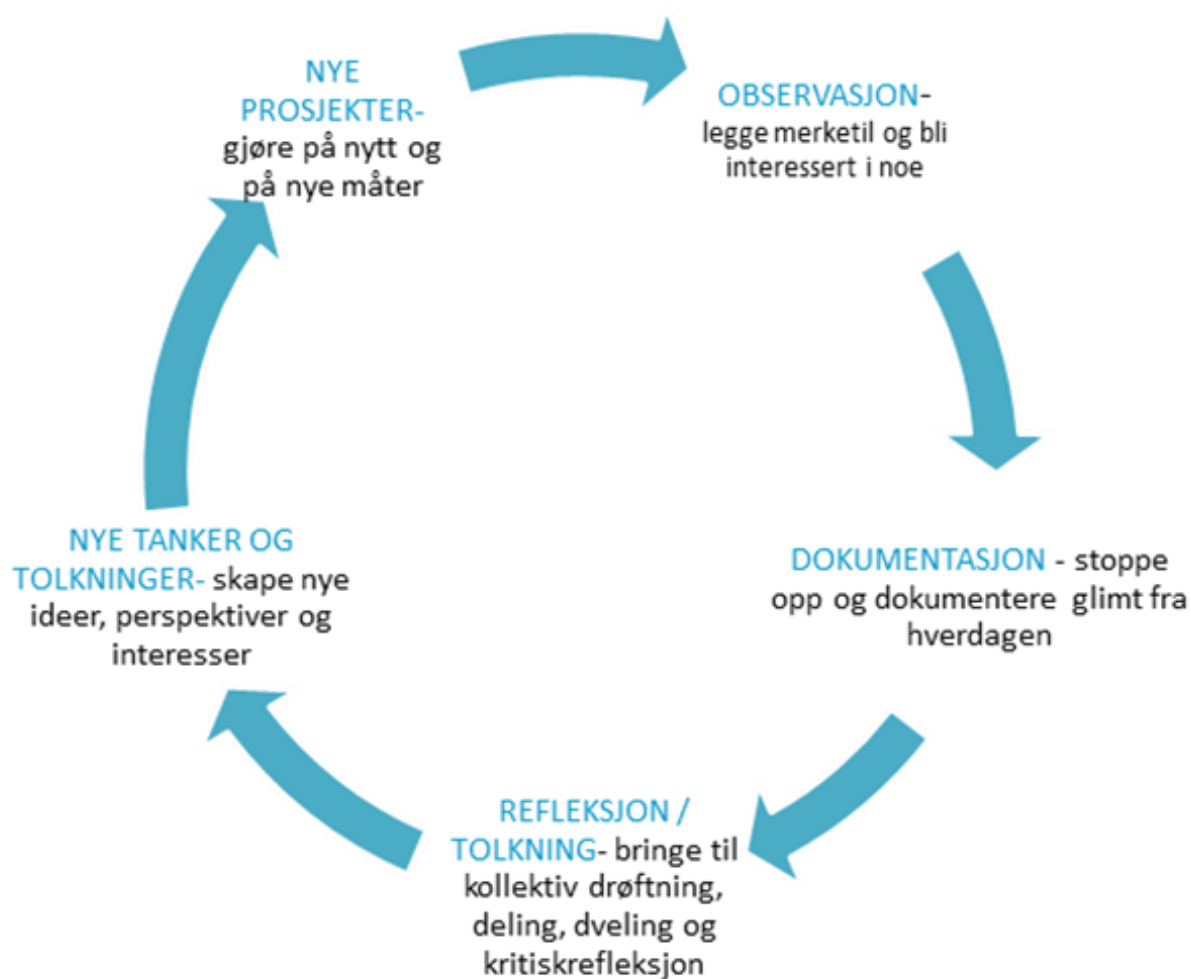 NYE
PROSJEKTER-
gjøre på nytt og
på nye måter
OBSERVASJON-
legge merketil og bli
interessert i noe
DOKUMENTASJON - stoppe
opp og dokumentere glimt fra
hverdagen
REFLEKSJON /
TOLKNING- bringe til
kollektiv drøftning,
deling, dveling og
kritiskrefleksjon
NYE TANKER OG
TOLKNINGER- skape nye
ideer, perspektiver og
interesser